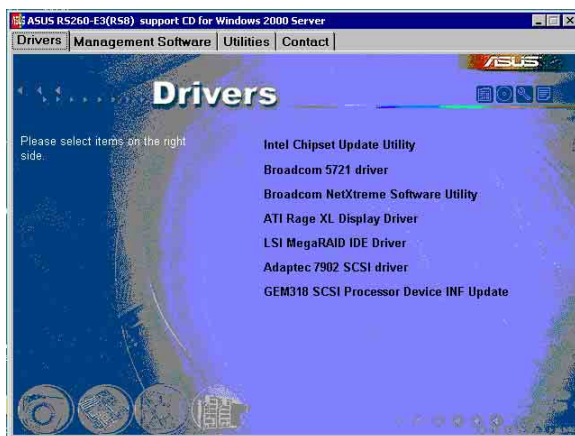 ASUS RS260-E3(RS8) support CD for Windows 2000 Server
Drivers Management Software Utilities Contact
ASUS
Drivers
Please select items on the right
side.
Intel Chipset Update Utility
Broadcom 5721 driver
Broadcom NetXtreme Software Utility
ATI Rage XL Display Driver
LSI MegaRAID IDE Driver
Adaptec 7902 SCSI driver
GEM318 SCSI Processor Device INF Update